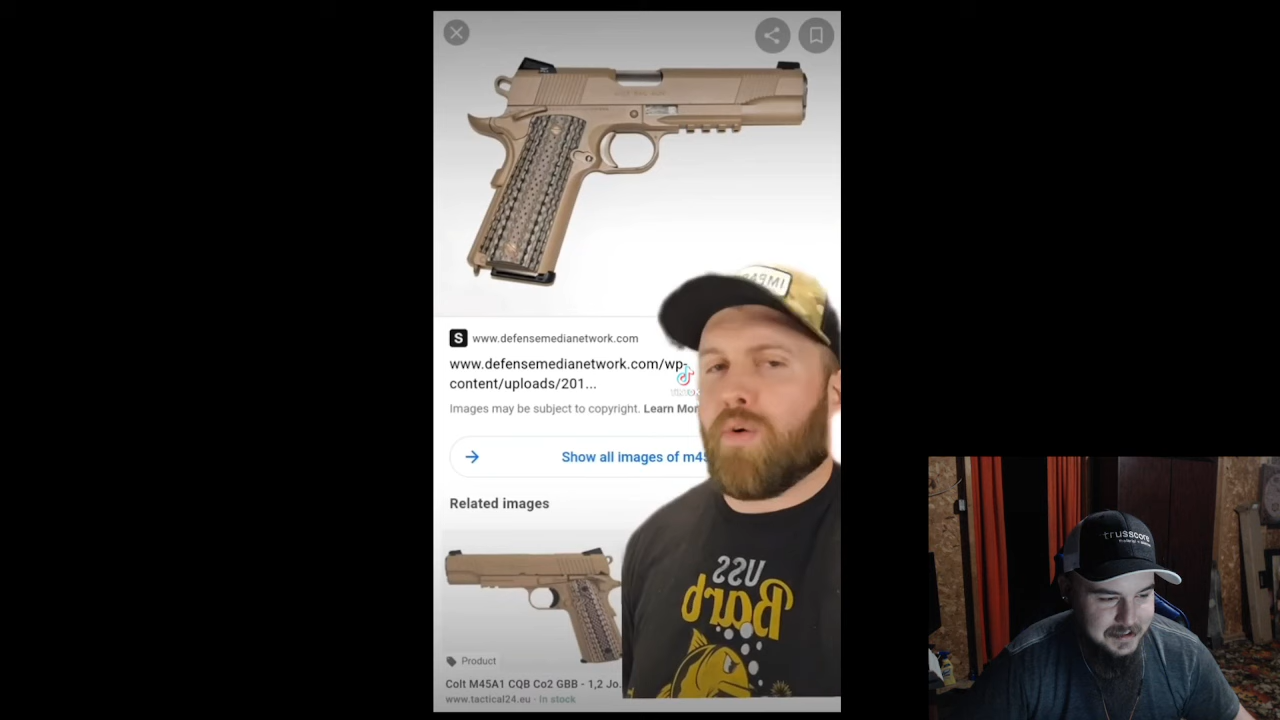 S www.defensemedianetwork.com
www.defensemedianetwork.com/wp-
content/uploads/201...
Images may be subject to copyright. Learn Mor
Show all images of m45
Related images
Product
Colt M45A1 CQB Co2 GBB - 1,2 Jo.
www.tactical24.eu · In stock
USS
Barb
trusscore